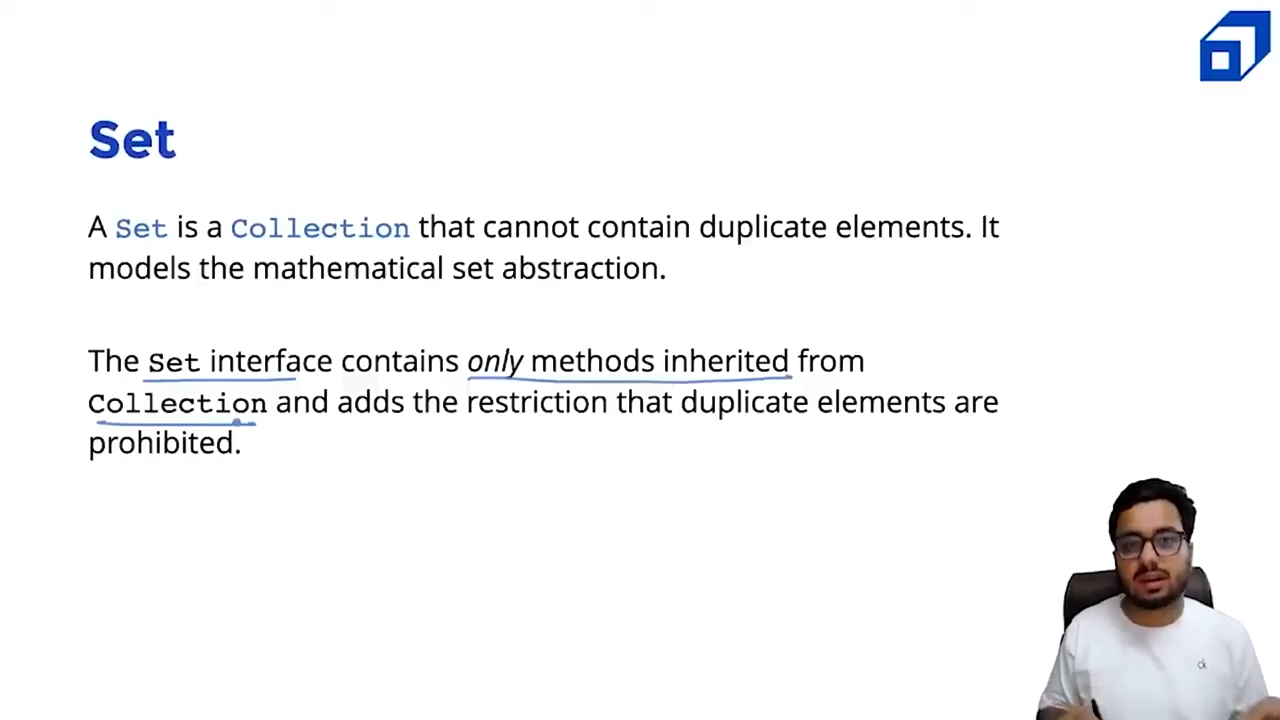 Set
A Set is a Collection that cannot contain duplicate elements. It
models the mathematical set abstraction.
The Set interface contains only methods inherited from
Collection and adds the restriction that duplicate elements are
prohibited.
ck